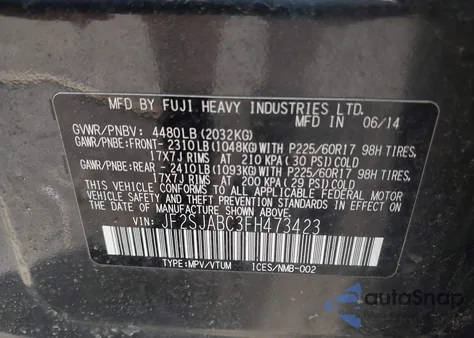 MFD BY FUJI HEAVY INDUSTRIES LTD.
MFD IN 06/14
GVWR/PNBV: 4480LB(2032KG)
GAWR/PNBE:FRONT-2310LB(1048KG)WITH P225/60R17 98H TIRES,
17X7J RIMS AT 210 KPA(30 PSI)COLD
GAWR/PNBE:REAR -2410LB(1093KG)WITH P225/60R17 98H TIRES,
17X7J RIMS AT 200 KPA(29 PSI)COLD
THIS VEHICLE CONFORMS TO ALL APPLICABLE FEDERAL MOTOR
VEHICLE SAFETY, BUMPER, AND THEFT PREVENTION STANDARDS
IN EFFECT ON THE DATE OF MANUFACTURE SHOWN ABOVE.
VIN: JF2SJABC3FH473423
TYPE:MPV/VTUM ICES/NMB-002
autoSnap